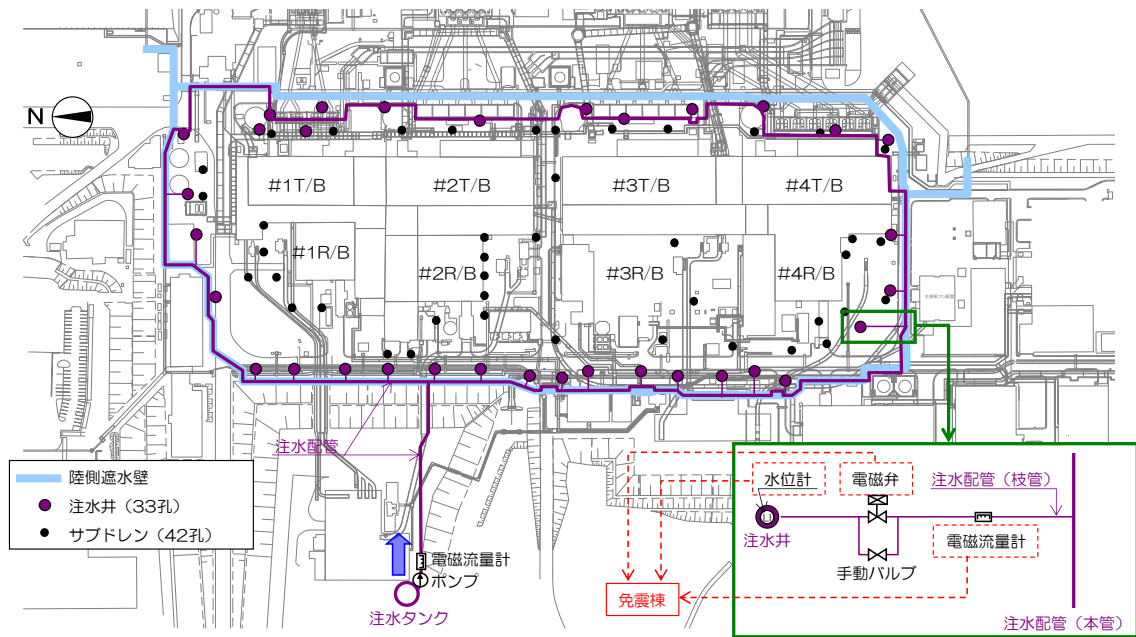 N
#1T/B
#2T/B
#3T/B
#4T/B
#1R/B
#2R/B
#3R/B
#4R/B
注水配管
陸側遮水壁
注水井（33孔）
サブドレン（42孔）
電磁流量計
ポンプ
注水タンク
水位計
電磁弁
注水配管（枝管）
注水井
電磁流量計
手動バルブ
免震棟
注水配管（本管）